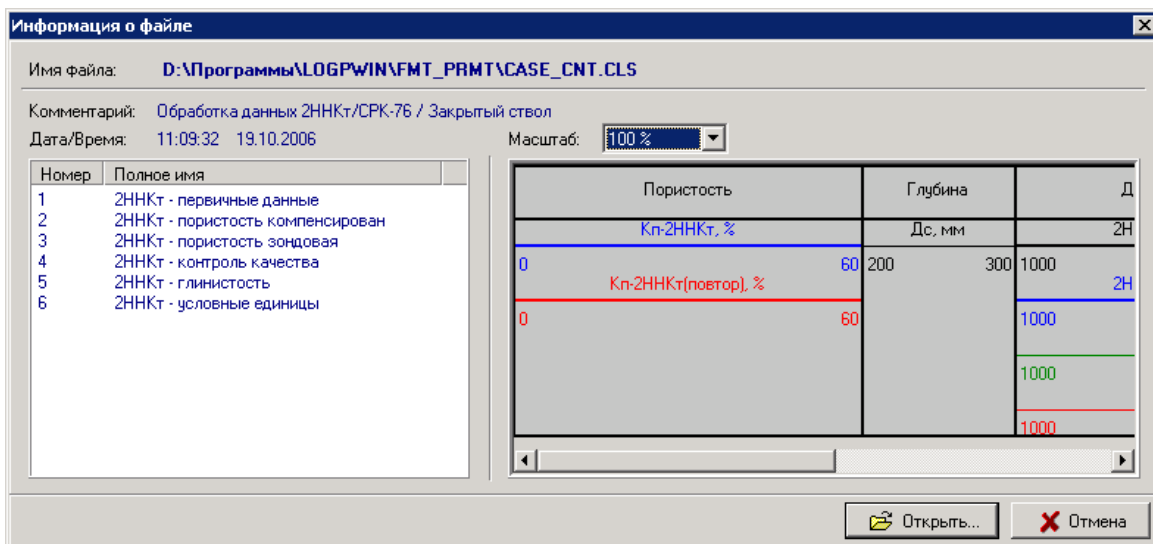 Информация о файле
Имя файла: D:\Программы\LOGPWIN\FMT_PRMT\CASE_CNT.CLS
Комментарий: Обработка данных 2ННКт/СРК-76 / Закрытый ствол
Дата/Время: 11:09:32 19.10.2006
Масштаб: 100 %
Номер Полное имя
1 2ННКт - первичные данные
2 2ННКт - пористость компенсирован
3 2ННКт - пористость зондовая
4 2ННКт - контроль качества
5 2ННКт - глинистость
6 2ННКт - условные единицы
Пористость Глубина Д
Кп-2ННКт, % Дс, мм 2Н
0 60 200 300 1000
Кп-2ННКт(повтор), % 2Н
0 60 1000
1000
1000
Открыть... Отмена